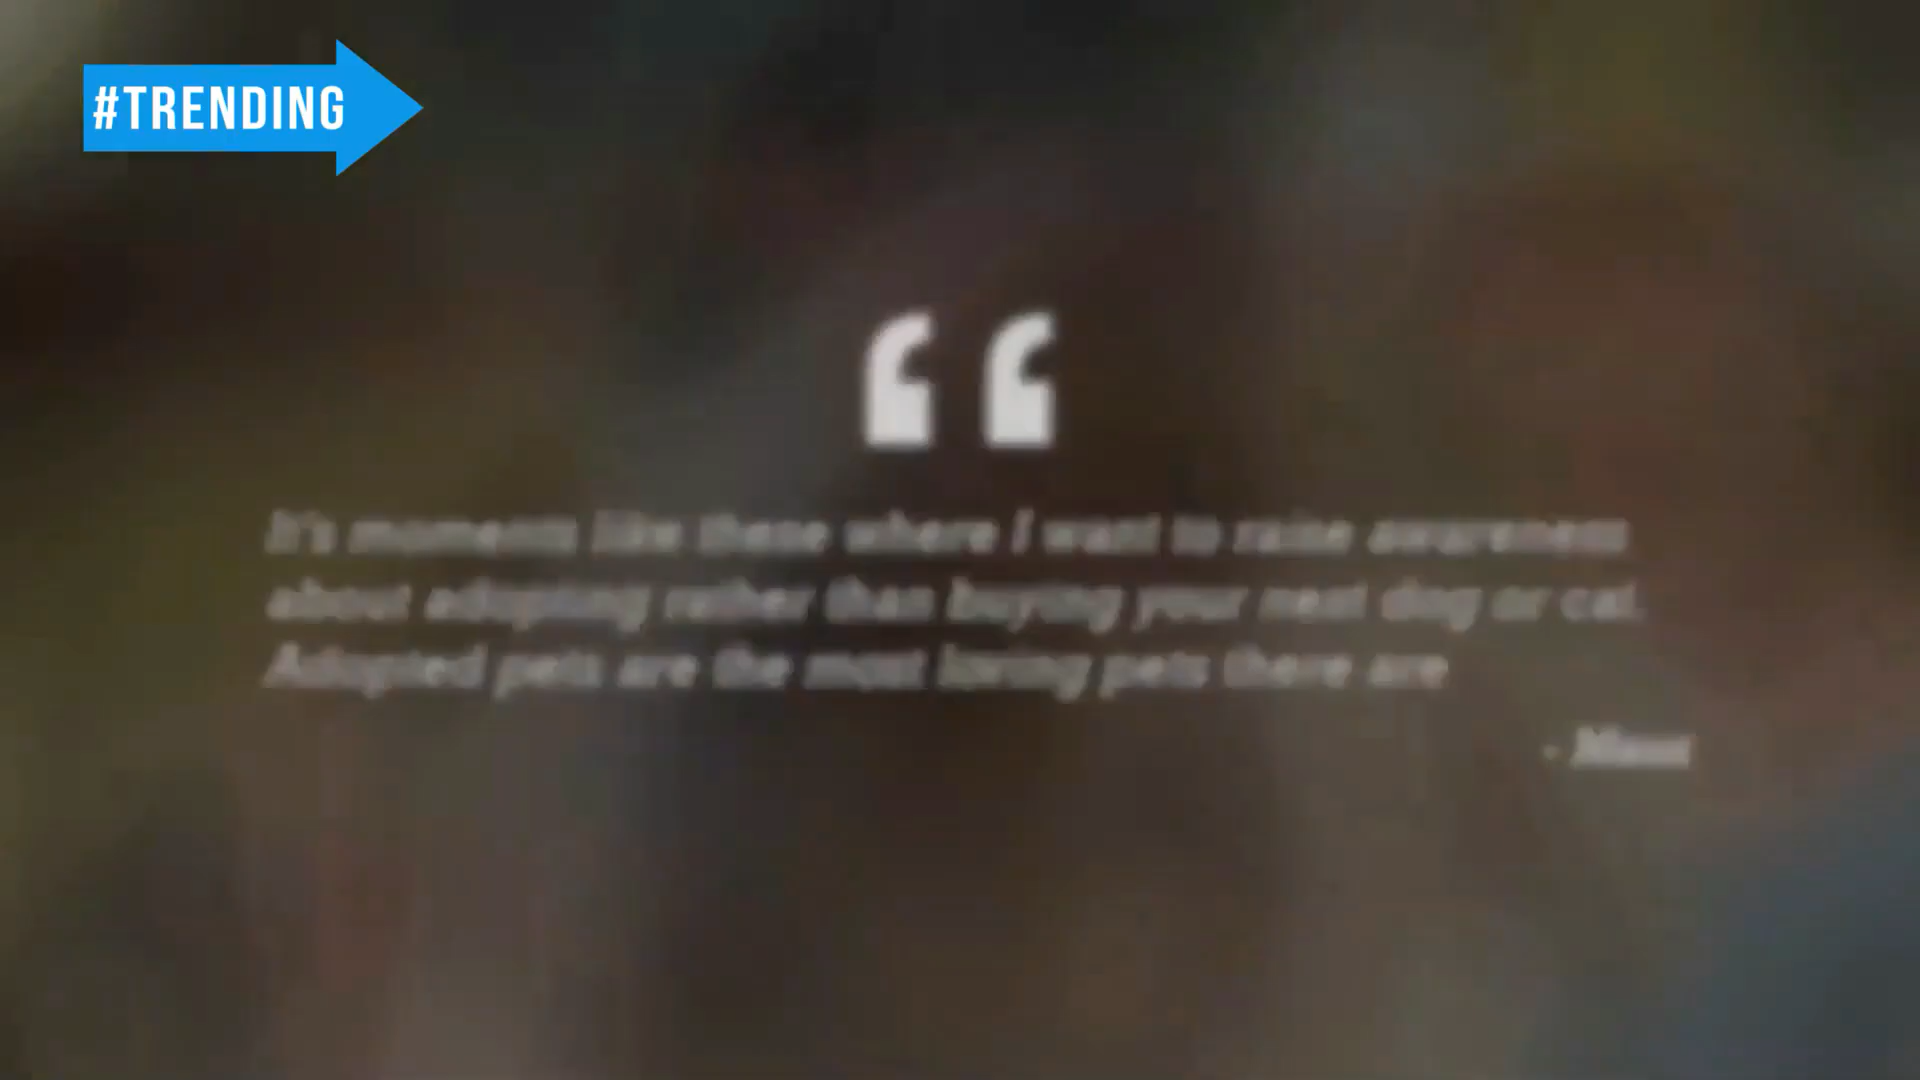 #TRENDING
It's moments like these where I want to raise awareness
about adopting rather than buying your next dog or cat.
Adopted pets are the most loving pets there are